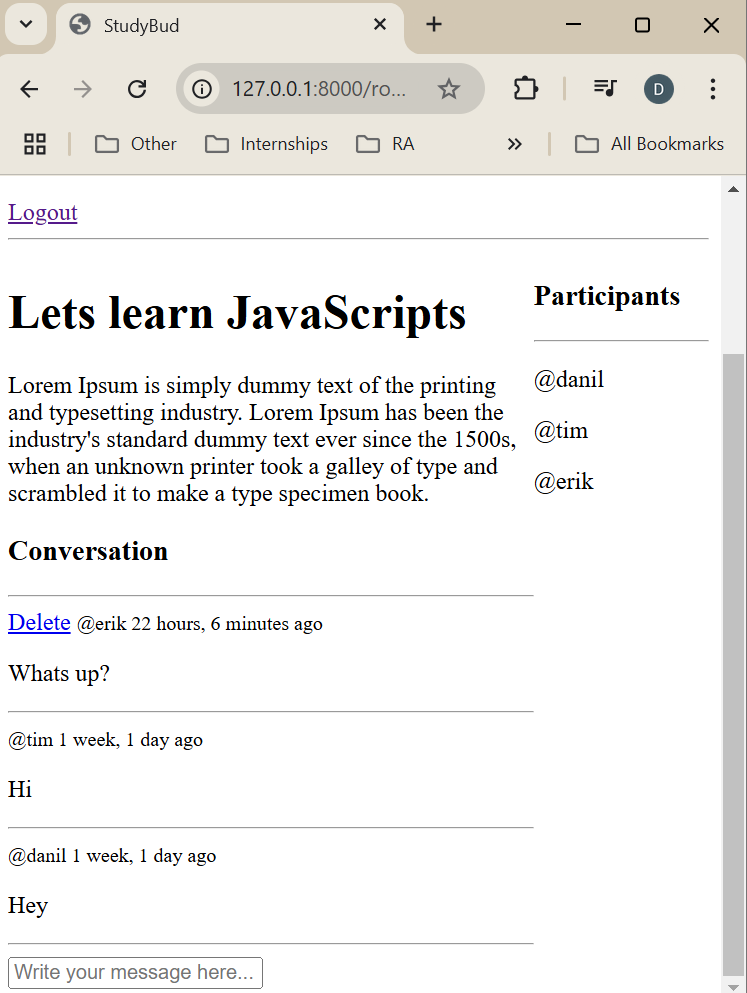 StudyBud
127.0.0.1:8000/ro...
D
Other
Internships
RA
All Bookmarks
Logout
Lets learn JavaScripts
Lorem Ipsum is simply dummy text of the printing
and typesetting industry. Lorem Ipsum has been the
industry's standard dummy text ever since the 1500s,
when an unknown printer took a galley of type and
scrambled it to make a type specimen book.
Conversation
Delete @erik 22 hours, 6 minutes ago
Whats up?
@tim 1 week, 1 day ago
Hi
@danil 1 week, 1 day ago
Hey
Write your message here...
Participants
@danil
@tim
@erik